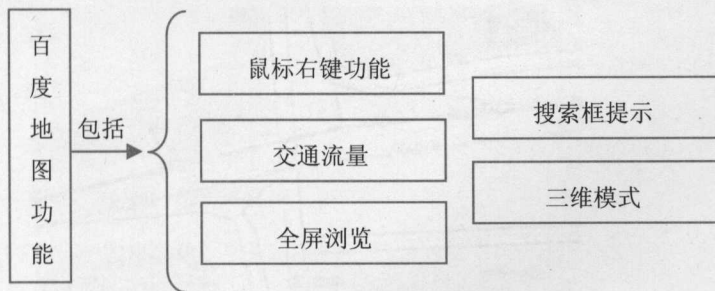 百度地图功能
包括
鼠标右键功能
交通流量
全屏浏览
搜索框提示
三维模式